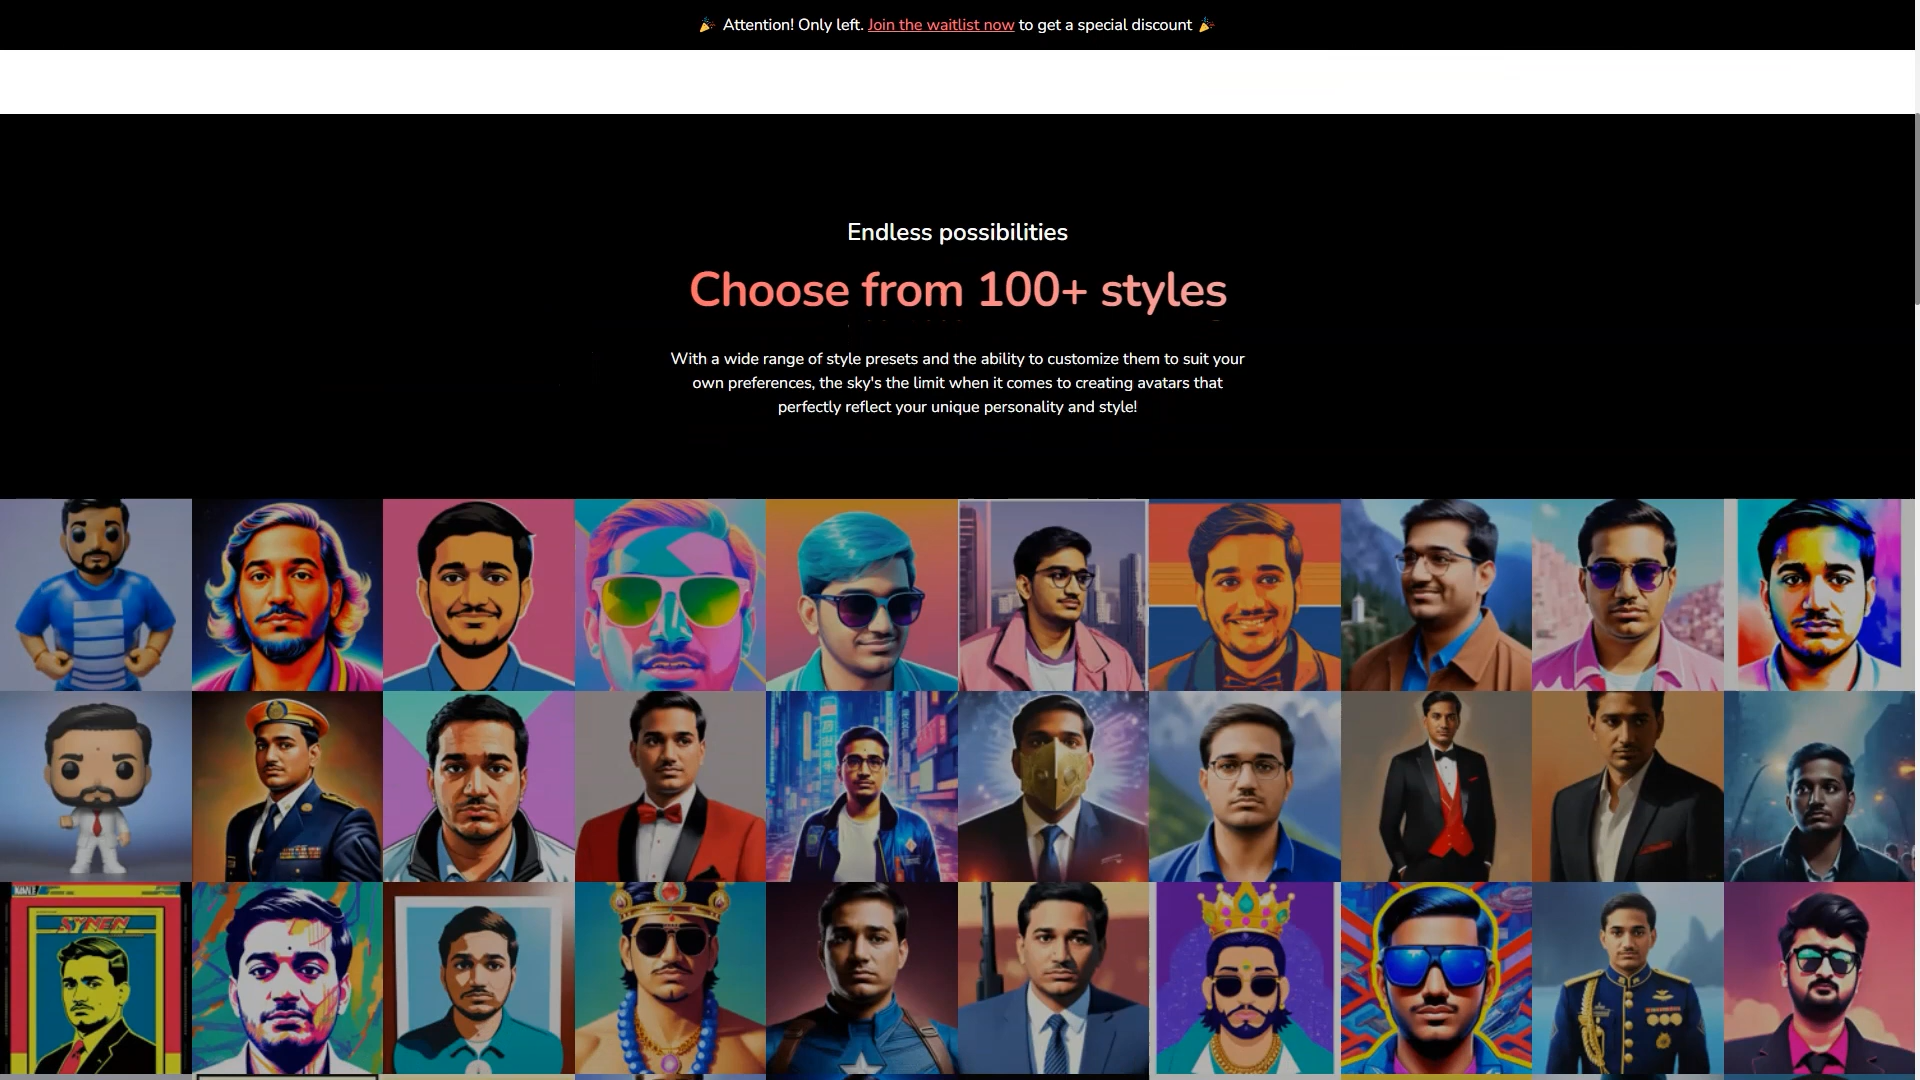 🎉 Attention! Only left. Join the waitlist now to get a special discount 🎉
Endless possibilities
Choose from 100+ styles
With a wide range of style presets and the ability to customize them to suit your
own preferences, the sky's the limit when it comes to creating avatars that
perfectly reflect your unique personality and style!
SYNEN